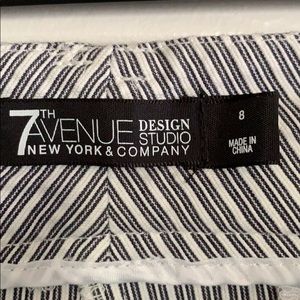 7TH AVENUE DESIGN STUDIO
NEW YORK & COMPANY
8
MADE IN
CHINA